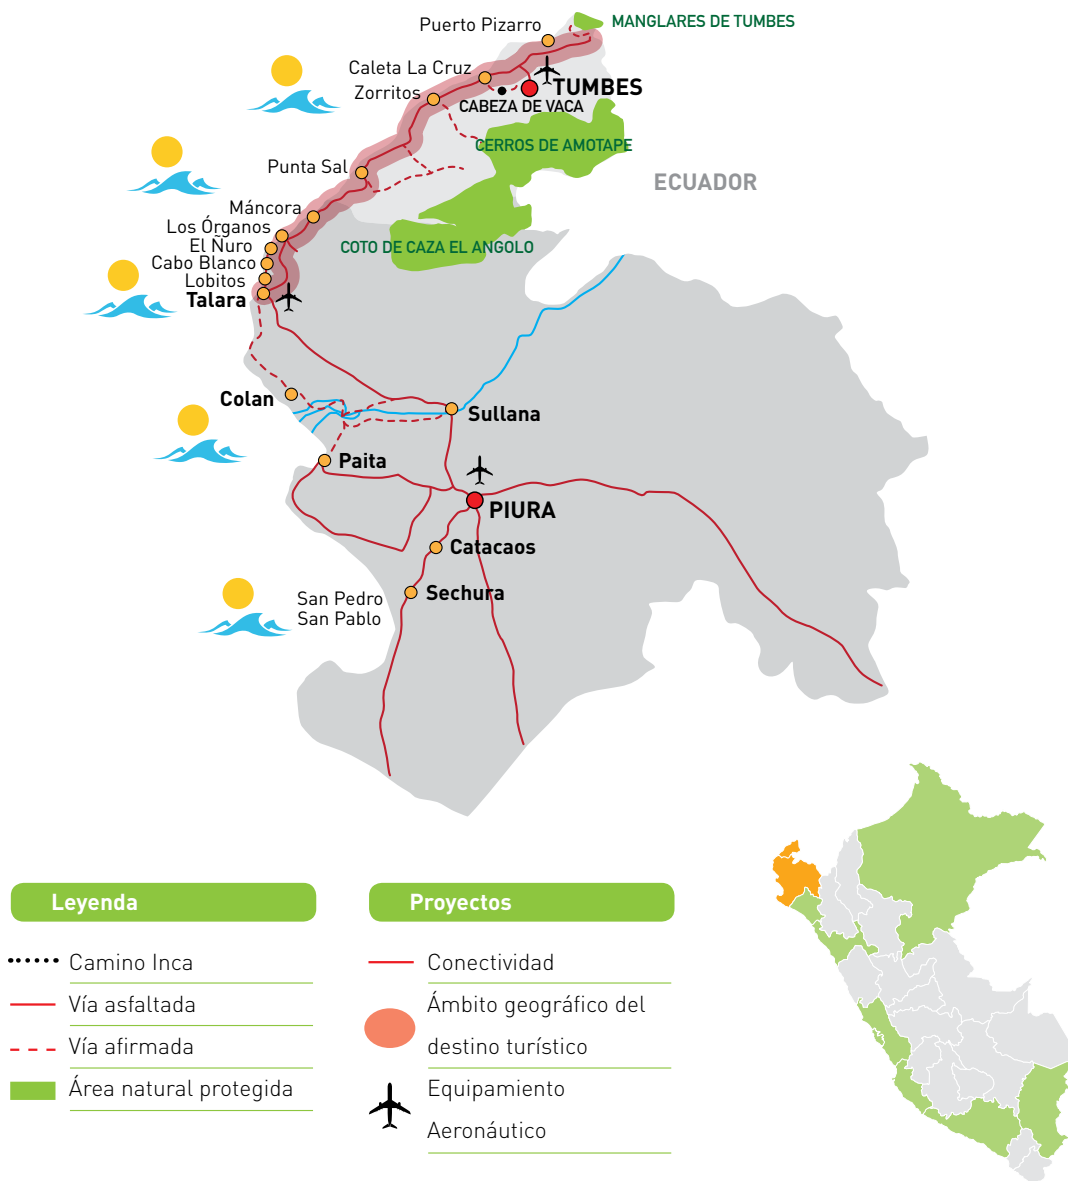 Puerto Pizarro
MANGLARES DE TUMBES
Caleta La Cruz
Zorritos
TUMBES
CABEZA DE VACA
CERROS DE AMOTAPE
Punta Sal
ECUADOR
Máncora
Los Órganos
El Ñuro
COTO DE CAZA EL ANGOLO
Cabo Blanco
Lobitos
Talara
Colan
Sullana
Paita
PIURA
Catacaos
Sechura
San Pedro
San Pablo
Leyenda
Camino Inca
Vía asfaltada
Vía afirmada
Área natural protegida
Proyectos
Conectividad
Ámbito geográfico del
destino turístico
Equipamiento
Aeronáutico